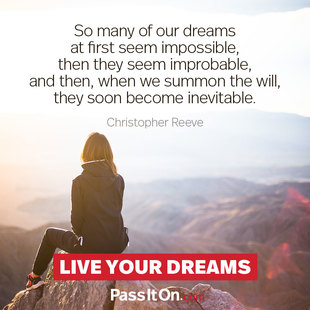 So many of our dreams
at first seem impossible,
then they seem improbable,
and then, when we summon the will,
they soon become inevitable.
Christopher Reeve
LIVE YOUR DREAMS
PassItOn.com